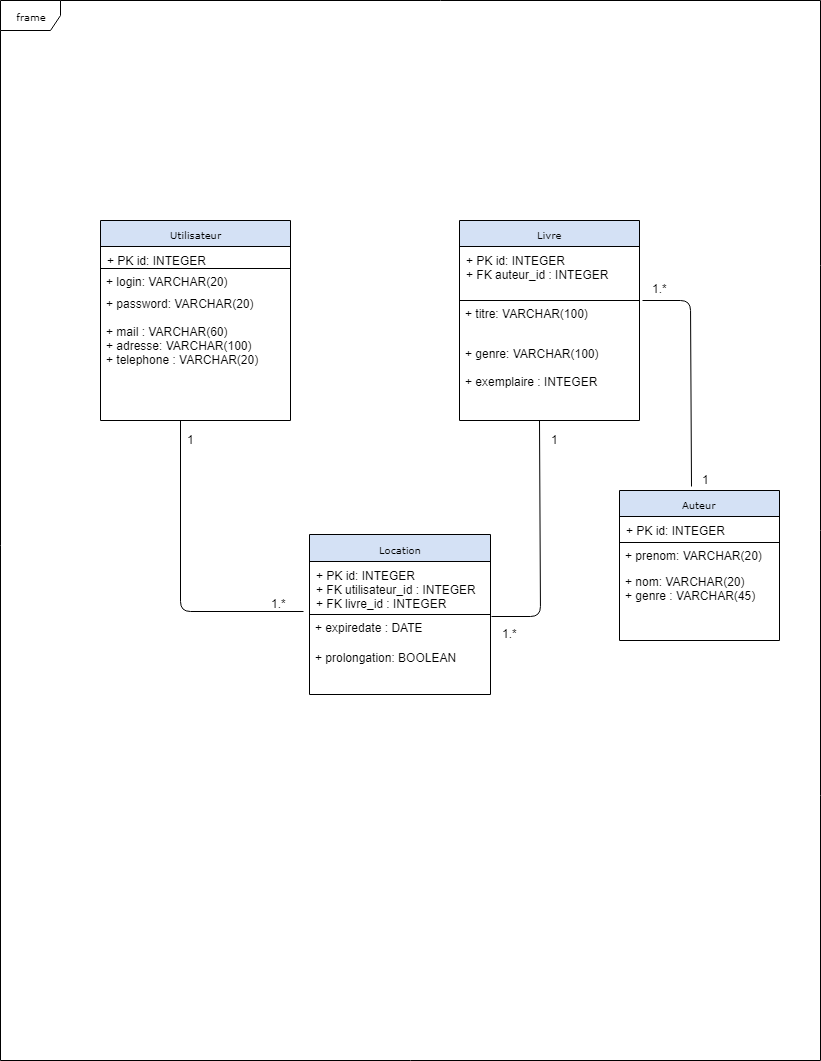 frame
Utilisateur
+ PK id: INTEGER
+ login: VARCHAR(20)
+ password: VARCHAR(20)
+ mail : VARCHAR(60)
+ adresse: VARCHAR(100)
+ telephone : VARCHAR(20)
1
Livre
+ PK id: INTEGER
+ FK auteur_id : INTEGER
+ titre: VARCHAR(100)
+ genre: VARCHAR(100)
+ exemplaire : INTEGER
1
1.*
1
Auteur
+ PK id: INTEGER
+ prenom: VARCHAR(20)
+ nom: VARCHAR(20)
+ genre : VARCHAR(45)
Location
+ PK id: INTEGER
+ FK utilisateur_id : INTEGER
+ FK livre_id : INTEGER
+ expiredate : DATE
+ prolongation: BOOLEAN
1.*
1.*